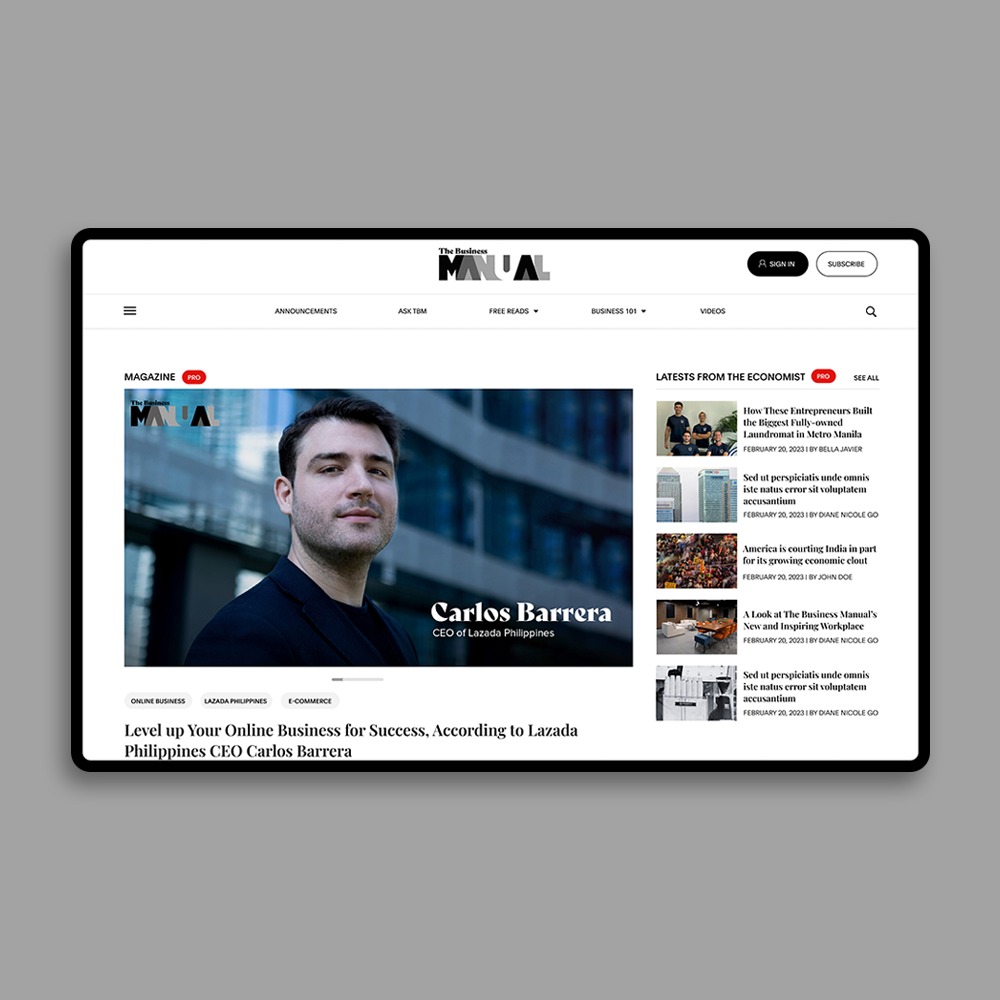 The Business
MANUAL
SIGN IN
SUBSCRIBE
ANNOUNCEMENTS
ASK TBM
FREE READS
BUSINESS 101
VIDEOS
MAGAZINE PRO
The Business
MANUAL
Carlos Barrera
CEO of Lazada Philippines
ONLINE BUSINESS
LAZADA PHILIPPINES
E-COMMERCE
Level up Your Online Business for Success, According to Lazada
Philippines CEO Carlos Barrera
LATESTS FROM THE ECONOMIST PRO
SEE ALL
How These Entrepreneurs Built
the Biggest Fully-owned
Laundromat in Metro Manila
FEBRUARY 20, 2023 | BY BELLA JAVIER
Sed ut perspiciatis unde omnis
iste natus error sit voluptatem
accusantium
FEBRUARY 20, 2023 | BY DIANE NICOLE GO
America is courting India in part
for its growing economic clout
FEBRUARY 20, 2023 | BY JOHN DOE
A Look at The Business Manual's
New and Inspiring Workplace
FEBRUARY 20, 2023 | BY DIANE NICOLE GO
Sed ut perspiciatis unde omnis
iste natus error sit voluptatem
accusantium
FEBRUARY 20, 2023 | BY DIANE NICOLE GO